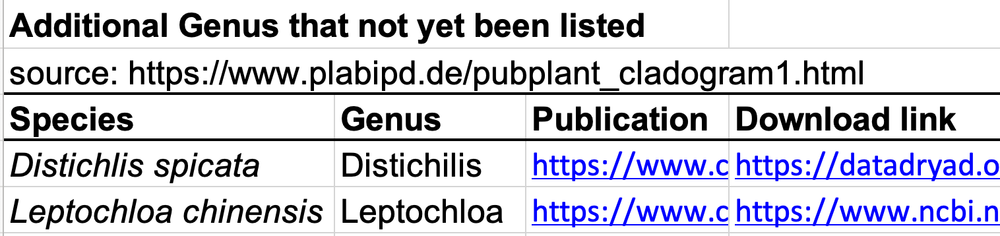 Additional Genus that not yet been listed
source: https://www.plabipd.de/pubplant_cladogram1.html
Species Genus Publication Download link
Distichlis spicata Distichilis https://www.c https://datadryad.o
Leptochloa chinensis Leptochloa https://www.c https://www.ncbi.n